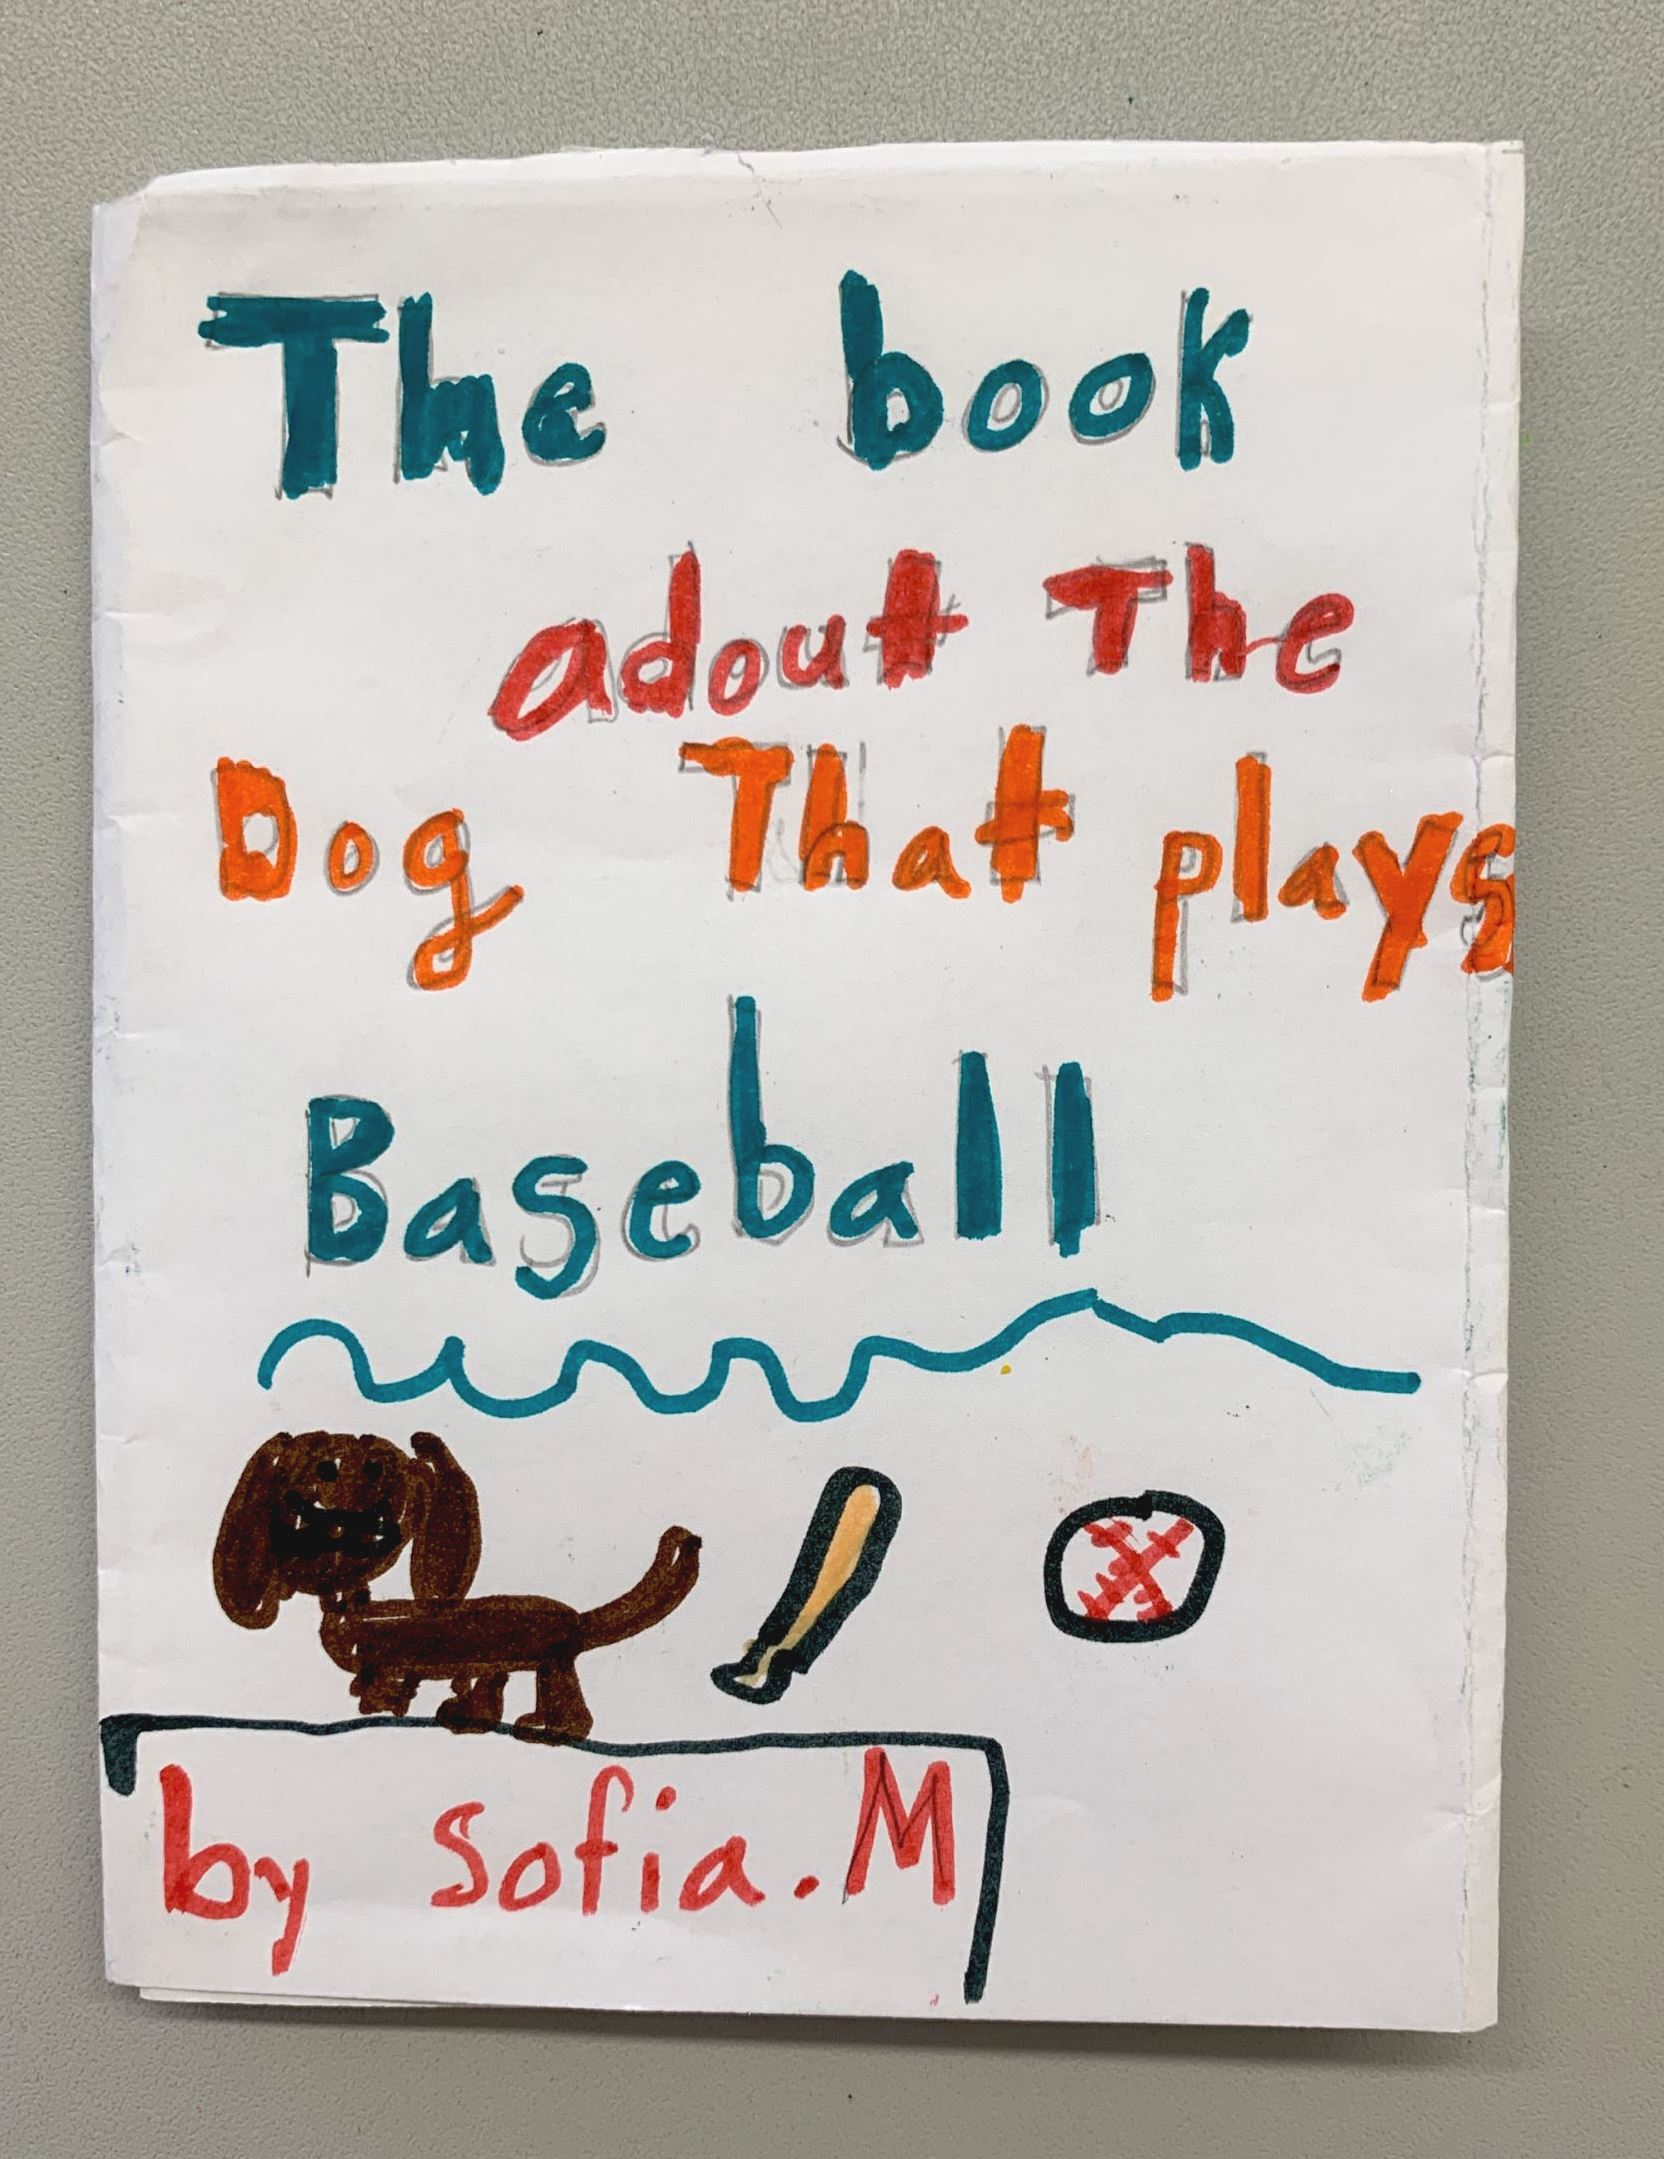 The book
adout The
Dog That plays
Baseball
by Sofia.M